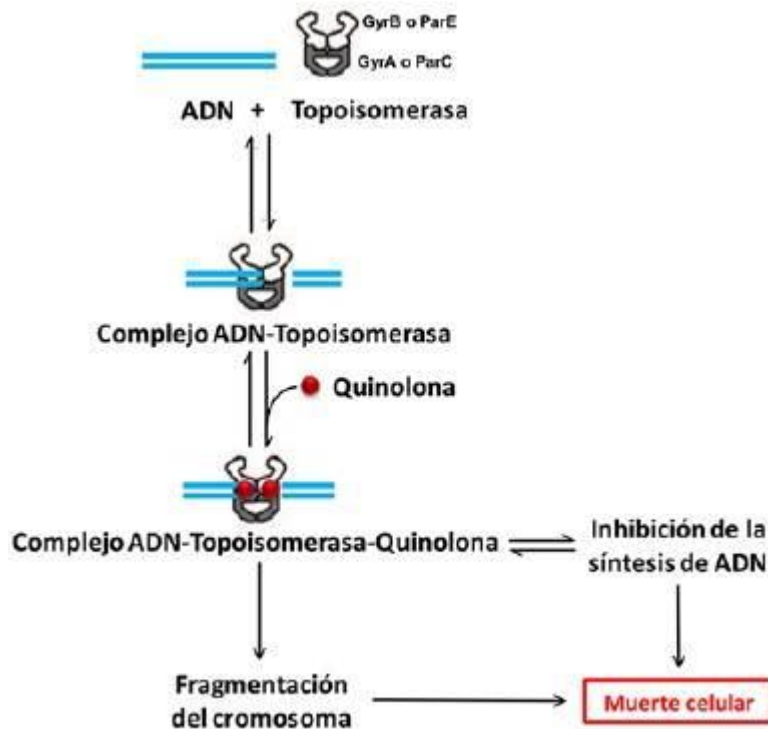 GyrB o ParE
GyrA o ParC
ADN + Topoisomerasa
Complejo ADN-Topoisomerasa
Quinolona
Complejo ADN-Topoisomerasa-Quinolona
Inhibición de la
síntesis de ADN
Fragmentación
del cromosoma
Muerte celular